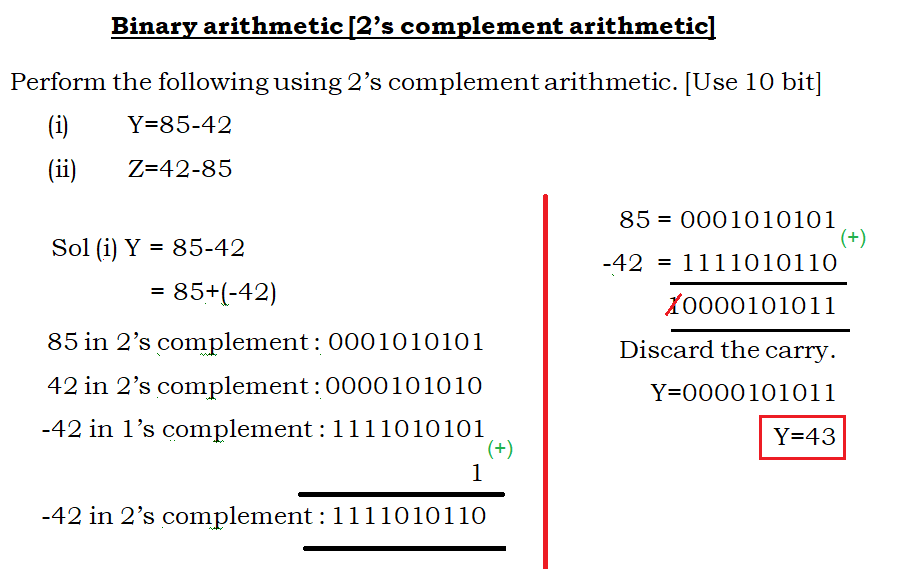 Binary arithmetic [2’s complement arithmetic]
Perform the following using 2’s complement arithmetic. [Use 10 bit]
(i) Y=85-42
(ii) Z=42-85
Sol (i) Y = 85-42
= 85+(-42)
85 in 2’s complement : 0001010101
42 in 2’s complement : 0000101010
-42 in 1’s complement : 1111010101
(+)
1
-42 in 2’s complement : 1111010110
85 = 0001010101
(+)
-42 = 1111010110
10000101011
Discard the carry.
Y=0000101011
Y=43